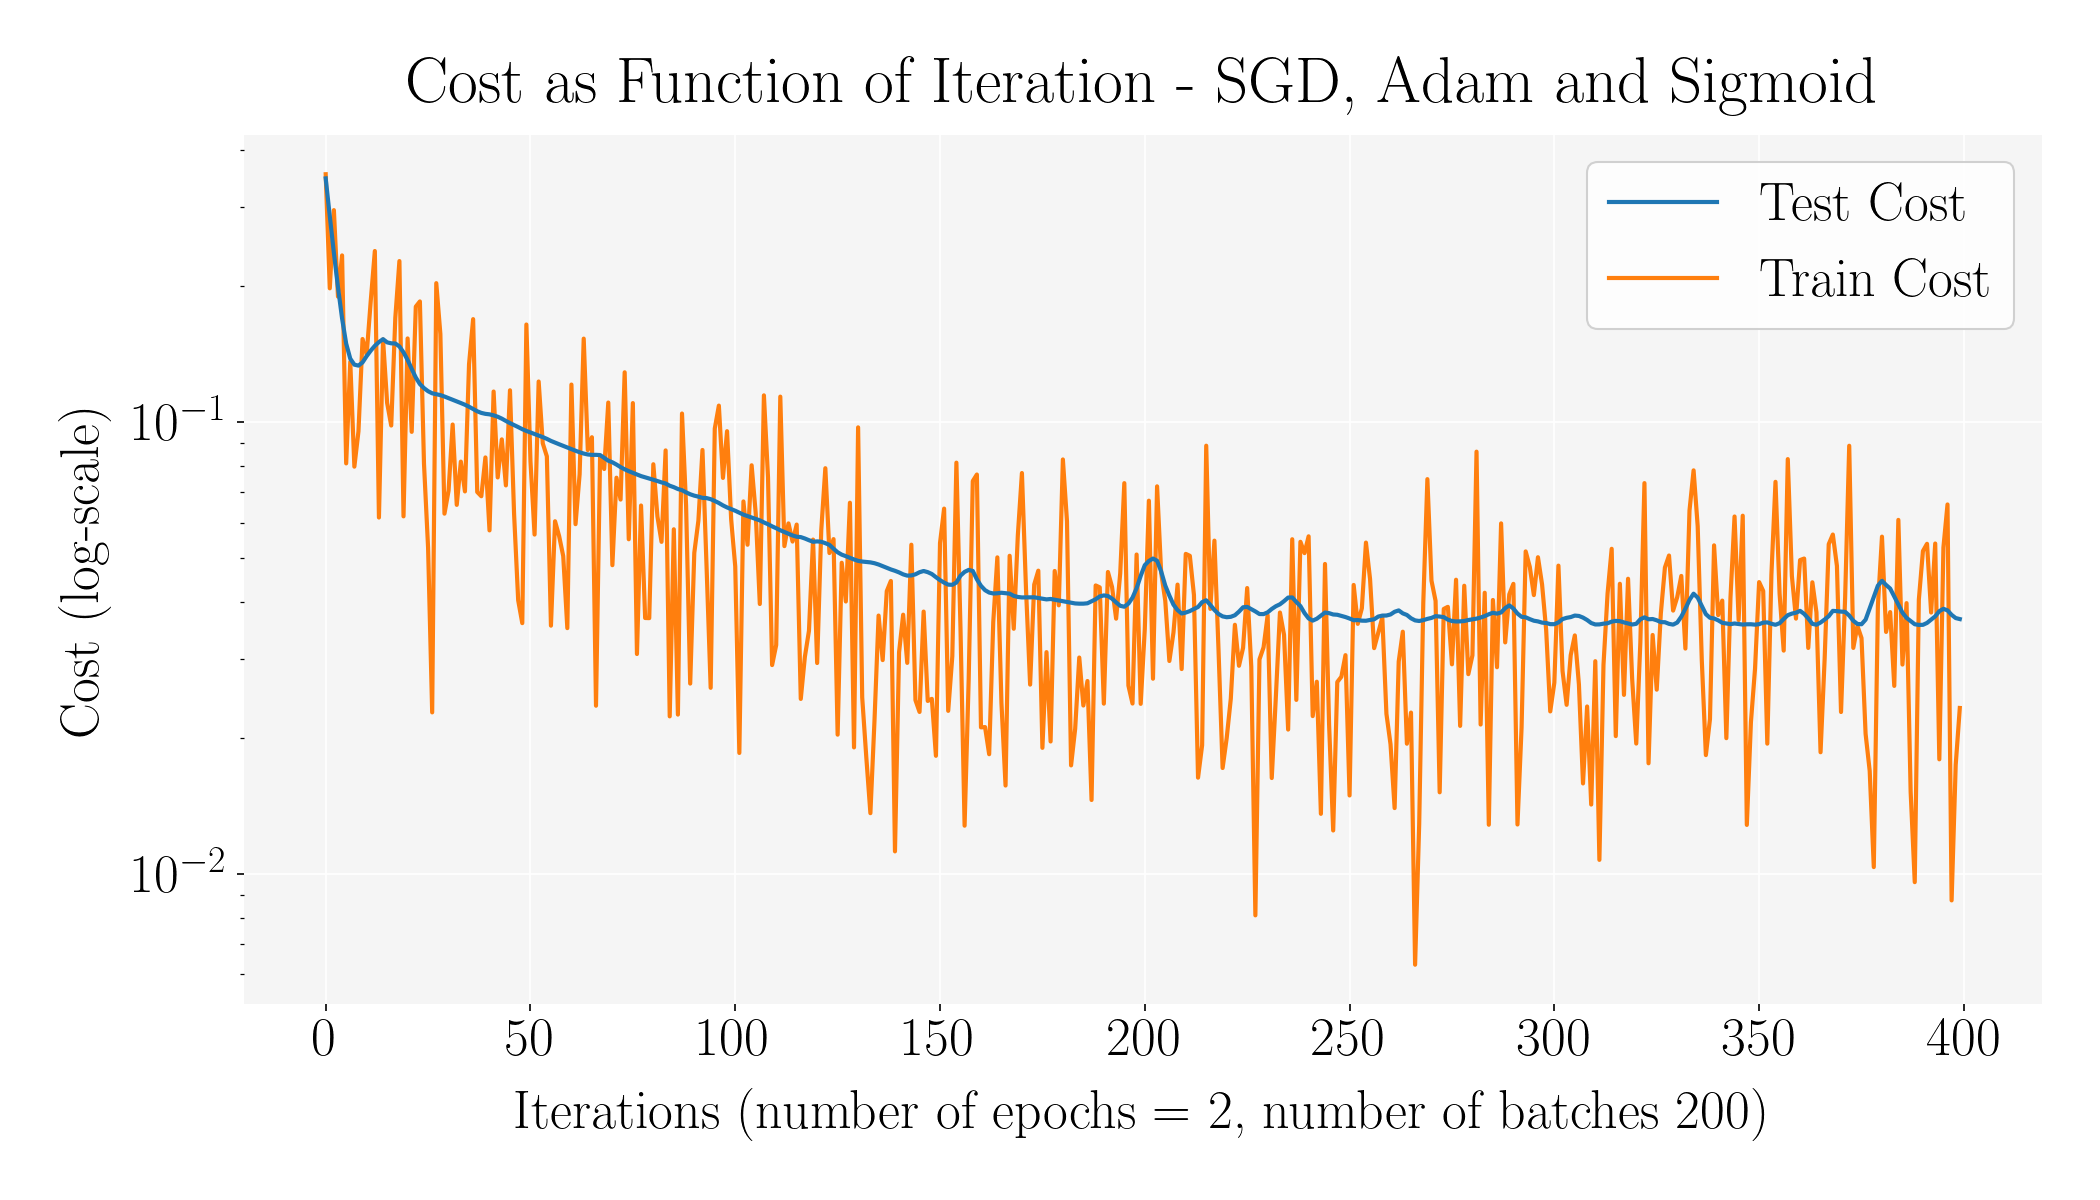 Cost as Function of Iteration - SGD, Adam and Sigmoid
Test Cost
Train Cost
Cost (log-scale)
10⁻¹
10⁻²
0 50 100 150 200 250 300 350 400
Iterations (number of epochs = 2, number of batches 200)